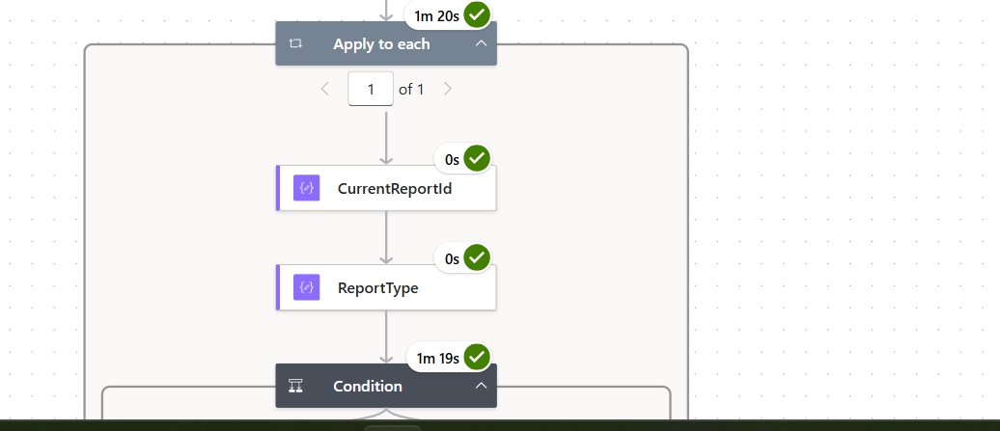 1m 20s
Apply to each
1 of 1
0s
CurrentReportId
0s
ReportType
1m 19s
Condition